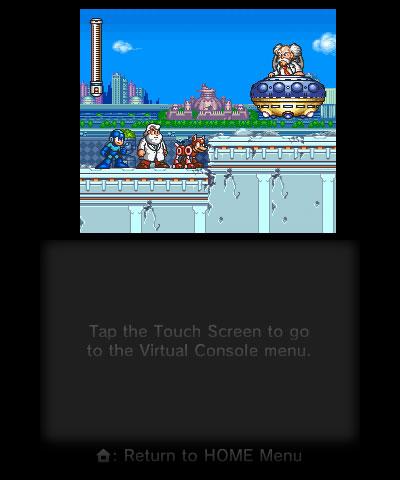 Tap the Touch Screen to go
to the Virtual Console menu.
: Return to HOME Menu